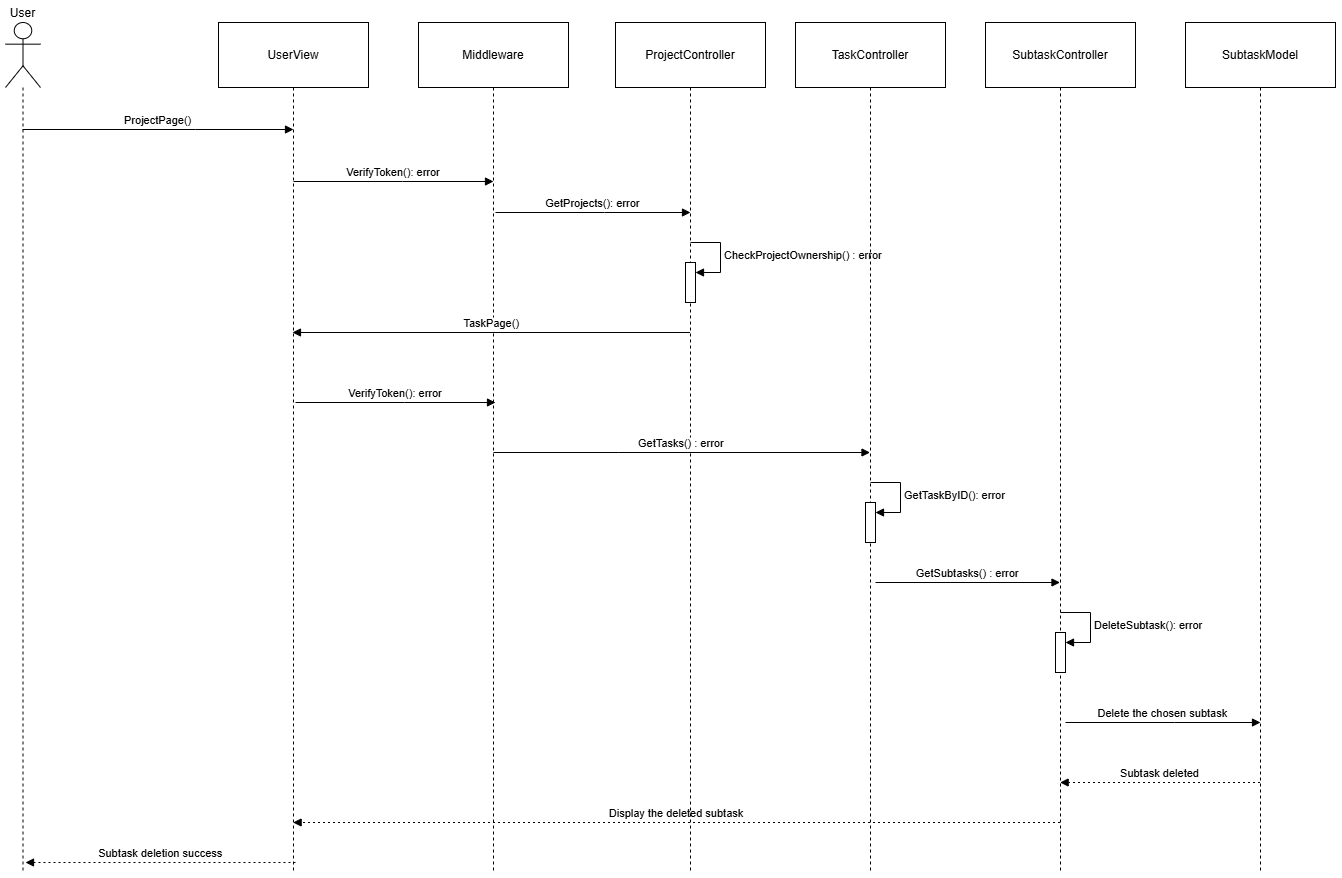 User
UserView
Middleware
ProjectController
TaskController
SubtaskController
SubtaskModel
ProjectPage()
VerifyToken(): error
GetProjects(): error
CheckProjectOwnership() : error
TaskPage()
VerifyToken(): error
GetTasks() : error
GetTaskByID(): error
GetSubtasks() : error
DeleteSubtask(): error
Delete the chosen subtask
Subtask deleted
Display the deleted subtask
Subtask deletion success